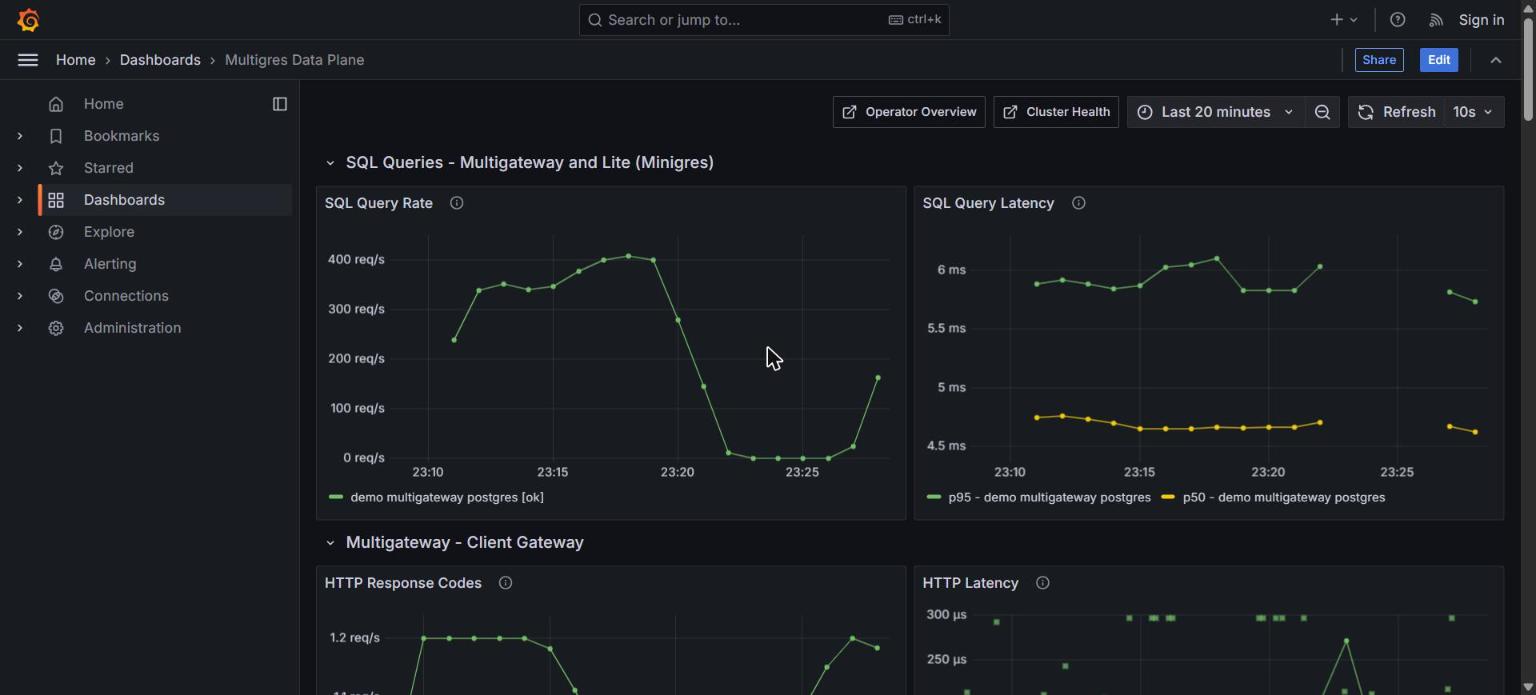 Search or jump to...
ctrl+k
Sign in
Home › Dashboards › Multigres Data Plane
Share
Edit
Home
Bookmarks
Starred
Dashboards
Explore
Alerting
Connections
Administration
Operator Overview
Cluster Health
Last 20 minutes
Refresh
10s
SQL Queries - Multigateway and Lite (Minigres)
SQL Query Rate
400 req/s
300 req/s
200 req/s
100 req/s
0 req/s
23:10 23:15 23:20 23:25
demo multigateway postgres [ok]
SQL Query Latency
6 ms
5.5 ms
5 ms
4.5 ms
23:10 23:15 23:20 23:25
p95 - demo multigateway postgres p50 - demo multigateway postgres
Multigateway - Client Gateway
HTTP Response Codes
1.2 req/s
HTTP Latency
300 µs
250 µs